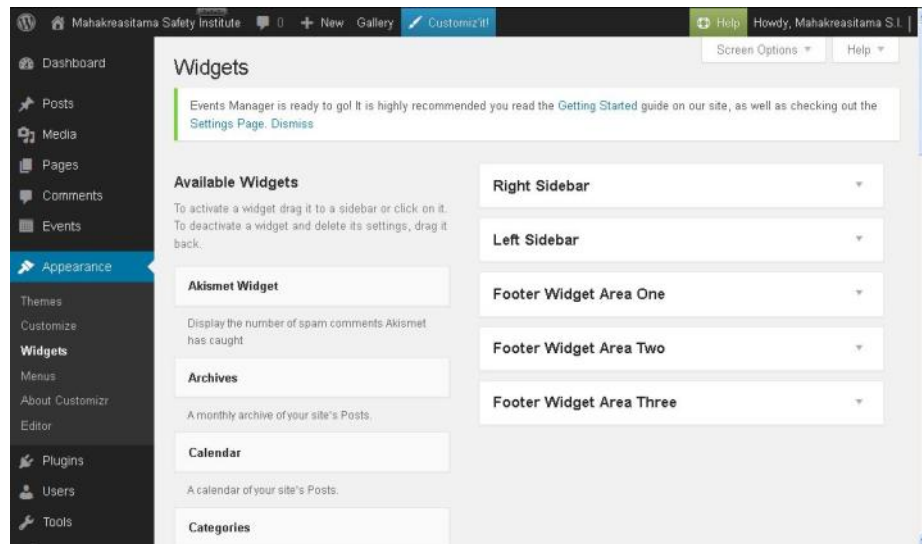 Mahakreasitama Safety Institute 0 + New Gallery Customiz'it! Help Howdy, Mahakreasitama S.I.
Screen Options Help
Dashboard
Posts
Media
Pages
Comments
Events
Appearance
Themes
Customize
Widgets
Menus
About Customizr
Editor
Plugins
Users
Tools
Widgets
Events Manager is ready to go! It is highly recommended you read the Getting Started guide on our site, as well as checking out the
Settings Page. Dismiss
Available Widgets
To activate a widget drag it to a sidebar or click on it.
To deactivate a widget and delete its settings, drag it
back.
Akismet Widget
Display the number of spam comments Akismet
has caught
Archives
A monthly archive of your site's Posts.
Calendar
A calendar of your site's Posts.
Categories
Right Sidebar
Left Sidebar
Footer Widget Area One
Footer Widget Area Two
Footer Widget Area Three